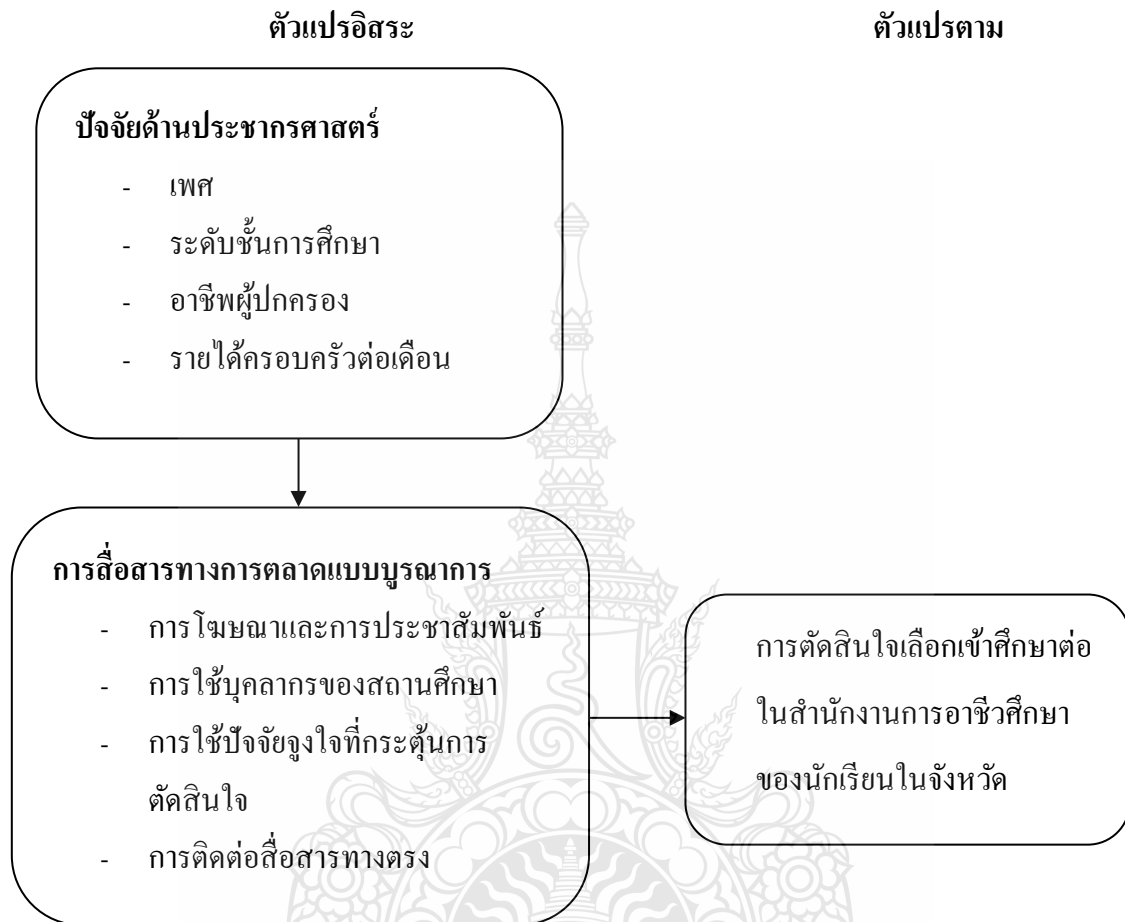 ตัวแปรอิสระ
ตัวแปรตาม
ปัจจัยด้านประชากรศาสตร์
- เพศ
- ระดับชั้นการศึกษา
- อาชีพผู้ปกครอง
- รายได้ครอบครัวต่อเดือน
การสื่อสารทางการตลาดแบบบูรณาการ
- การโฆษณาและการประชาสัมพันธ์
- การใช้บุคลากรของสถานศึกษา
- การใช้ปัจจัยจูงใจที่กระตุ้นการ
ตัดสินใจ
- การติดต่อสื่อสารทางตรง
การตัดสินใจเลือกเข้าศึกษาต่อ
ในสำนักงานการอาชีวศึกษา
ของนักเรียนในจังหวัด